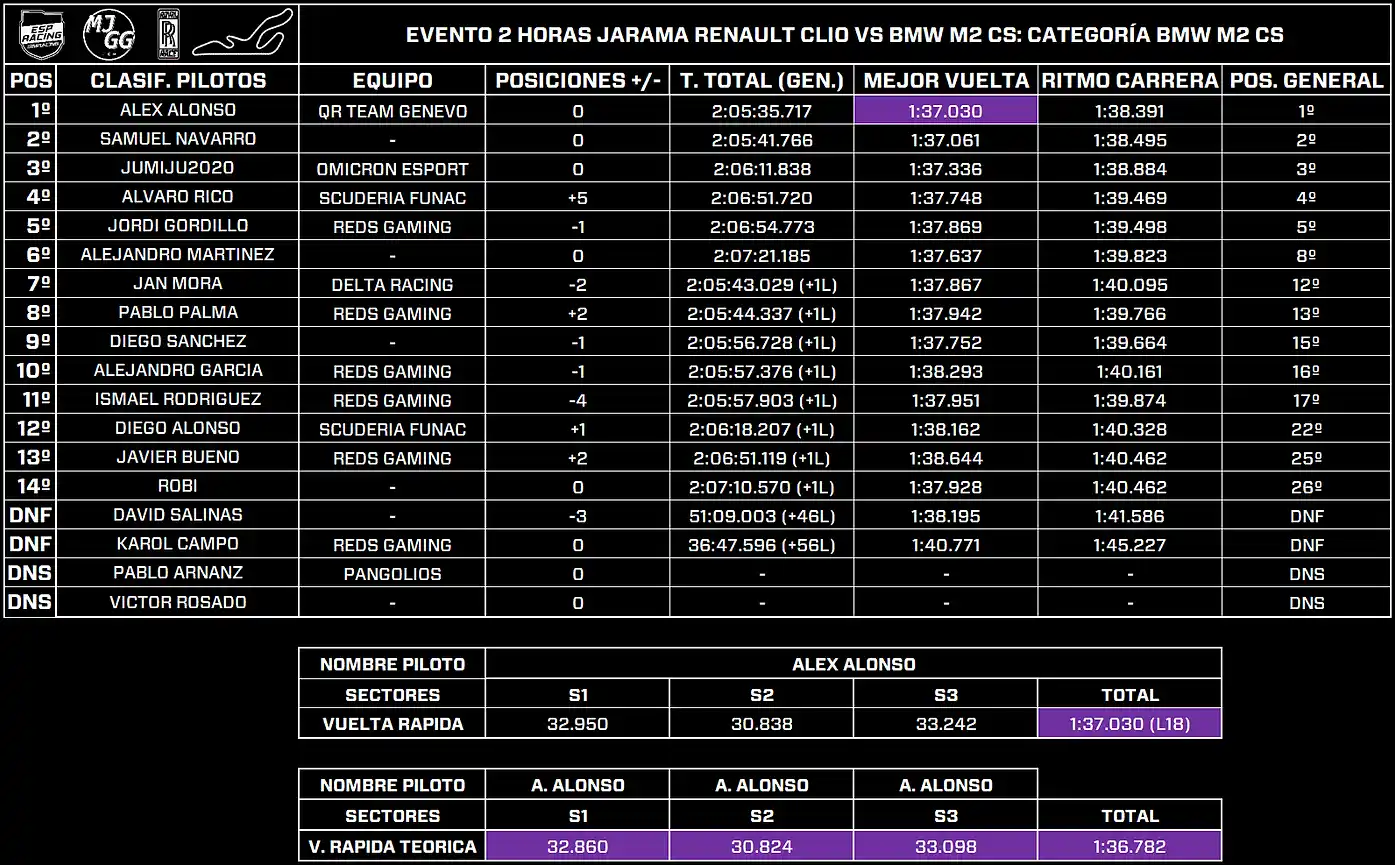 ESP RACING SIMRACING MJ GG ROYAL RR RACE EVENTO 2 HORAS JARAMA RENAULT CLIO VS BMW M2 CS: CATEGORÍA BMW M2 CS
POS CLASIF. PILOTOS EQUIPO POSICIONES +/- T. TOTAL (GEN.) MEJOR VUELTA RITMO CARRERA POS. GENERAL
1º ALEX ALONSO QR TEAM GENEVO 0 2:05:35.717 1:37.030 1:38.391 1º
2º SAMUEL NAVARRO - 0 2:05:41.766 1:37.061 1:38.495 2º
3º JUMIJU2020 OMICRON ESPORT 0 2:06:11.838 1:37.336 1:38.884 3º
4º ALVARO RICO SCUDERIA FUNAC +5 2:06:51.720 1:37.748 1:39.469 4º
5º JORDI GORDILLO REDS GAMING -1 2:06:54.773 1:37.869 1:39.498 5º
6º ALEJANDRO MARTINEZ - 0 2:07:21.185 1:37.637 1:39.823 8º
7º JAN MORA DELTA RACING -2 2:05:43.029 (+1L) 1:37.867 1:40.095 12º
8º PABLO PALMA REDS GAMING +2 2:05:44.337 (+1L) 1:37.942 1:39.766 13º
9º DIEGO SANCHEZ - -1 2:05:56.728 (+1L) 1:37.752 1:39.664 15º
10º ALEJANDRO GARCIA REDS GAMING -1 2:05:57.376 (+1L) 1:38.293 1:40.161 16º
11º ISMAEL RODRIGUEZ REDS GAMING -4 2:05:57.903 (+1L) 1:37.951 1:39.874 17º
12º DIEGO ALONSO SCUDERIA FUNAC +1 2:06:18.207 (+1L) 1:38.162 1:40.328 22º
13º JAVIER BUENO REDS GAMING +2 2:06:51.119 (+1L) 1:38.644 1:40.462 25º
14º ROBI - 0 2:07:10.570 (+1L) 1:37.928 1:40.462 26º
DNF DAVID SALINAS - -3 51:09.003 (+46L) 1:38.195 1:41.586 DNF
DNF KAROL CAMPO REDS GAMING 0 36:47.596 (+56L) 1:40.771 1:45.227 DNF
DNS PABLO ARNANZ PANGOLIOS 0 - - - DNS
DNS VICTOR ROSADO - 0 - - - DNS
NOMBRE PILOTO ALEX ALONSO
SECTORES S1 S2 S3 TOTAL
VUELTA RAPIDA 32.950 30.838 33.242 1:37.030 (L18)
NOMBRE PILOTO A. ALONSO A. ALONSO A. ALONSO
SECTORES S1 S2 S3 TOTAL
V. RAPIDA TEORICA 32.860 30.824 33.098 1:36.782